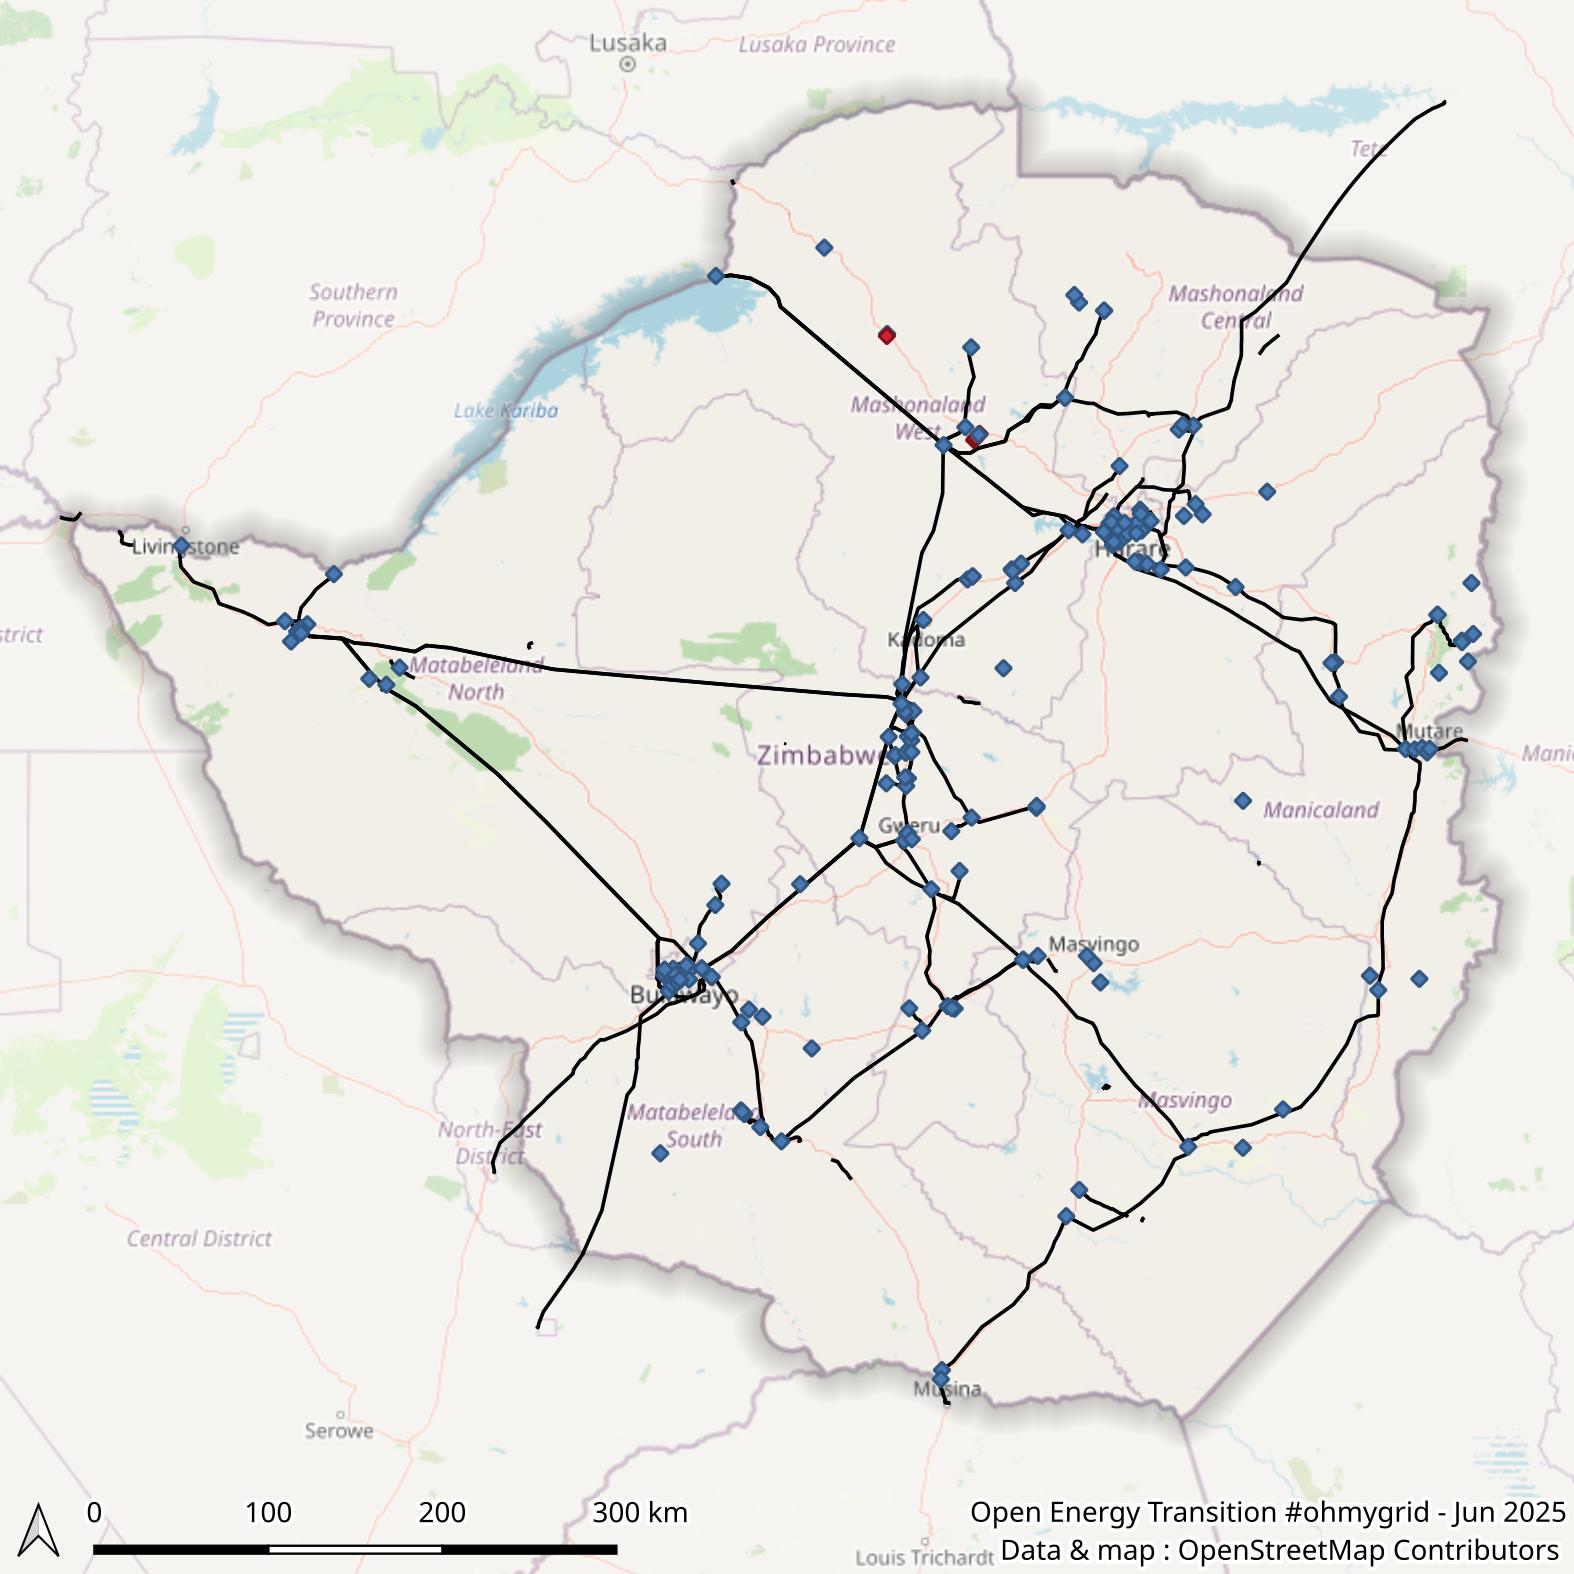 Lusaka
Lusaka Province
Tete
Southern
Province
Mashonaland
Central
Lake Kariba
Mashonaland
West
Livingstone
Harare
strict
Kadoma
Matabeleland
North
Mutare
Zimbabwe
Manic
Manicaland
Gweru
Masvingo
Bulawayo
Matabeleland
South
Masvingo
North-East
District
Central District
Musina
Serowe
0 100 200 300 km
Open Energy Transition #ohmygrid - Jun 2025
Data & map : OpenStreetMap Contributors
Louis Trichardt